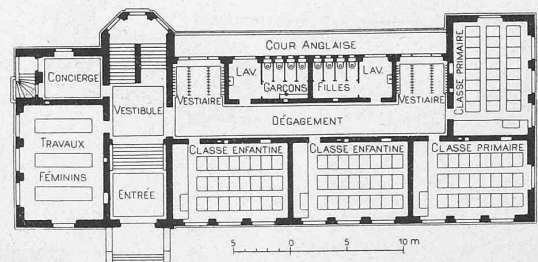 COUR ANGLAISE
CONCIERGE
LAV.
LAV.
CLASSE PRIMAIRE
VESTIBULE
VESTIAIRE
GARÇONS
FILLES
VESTIAIRE
DÉGAGEMENT
TRAVAUX
FÉMININS
CLASSE ENFANTINE
CLASSE ENFANTINE
CLASSE PRIMAIRE
ENTRÉE
5 0 5 10 m